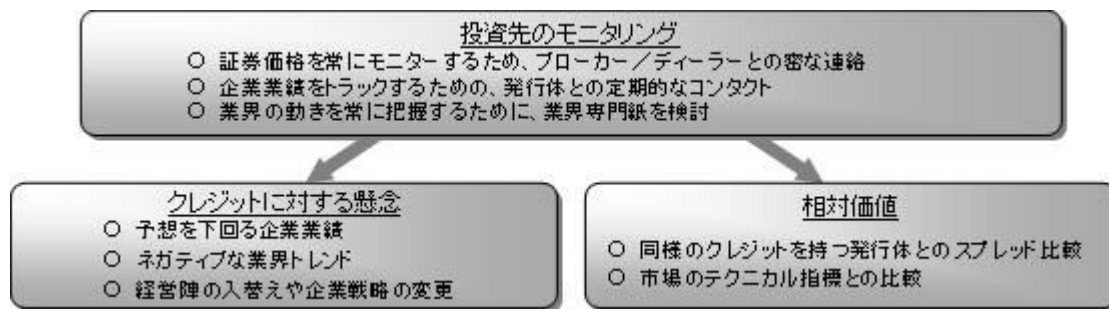 投資先のモニタリング
○ 証券価格を常にモニターするため、ブローカー／ディーラーとの密な連絡
○ 企業業績をトラックするための、発行体との定期的なコンタクト
○ 業界の動きを常に把握するために、業界専門紙を検討
クレジットに対する懸念
○ 予想を下回る企業業績
○ ネガティブな業界トレンド
○ 経営陣の入替えや企業戦略の変更
相対価値
○ 同様のクレジットを持つ発行体とのスプレッド比較
○ 市場のテクニカル指標との比較